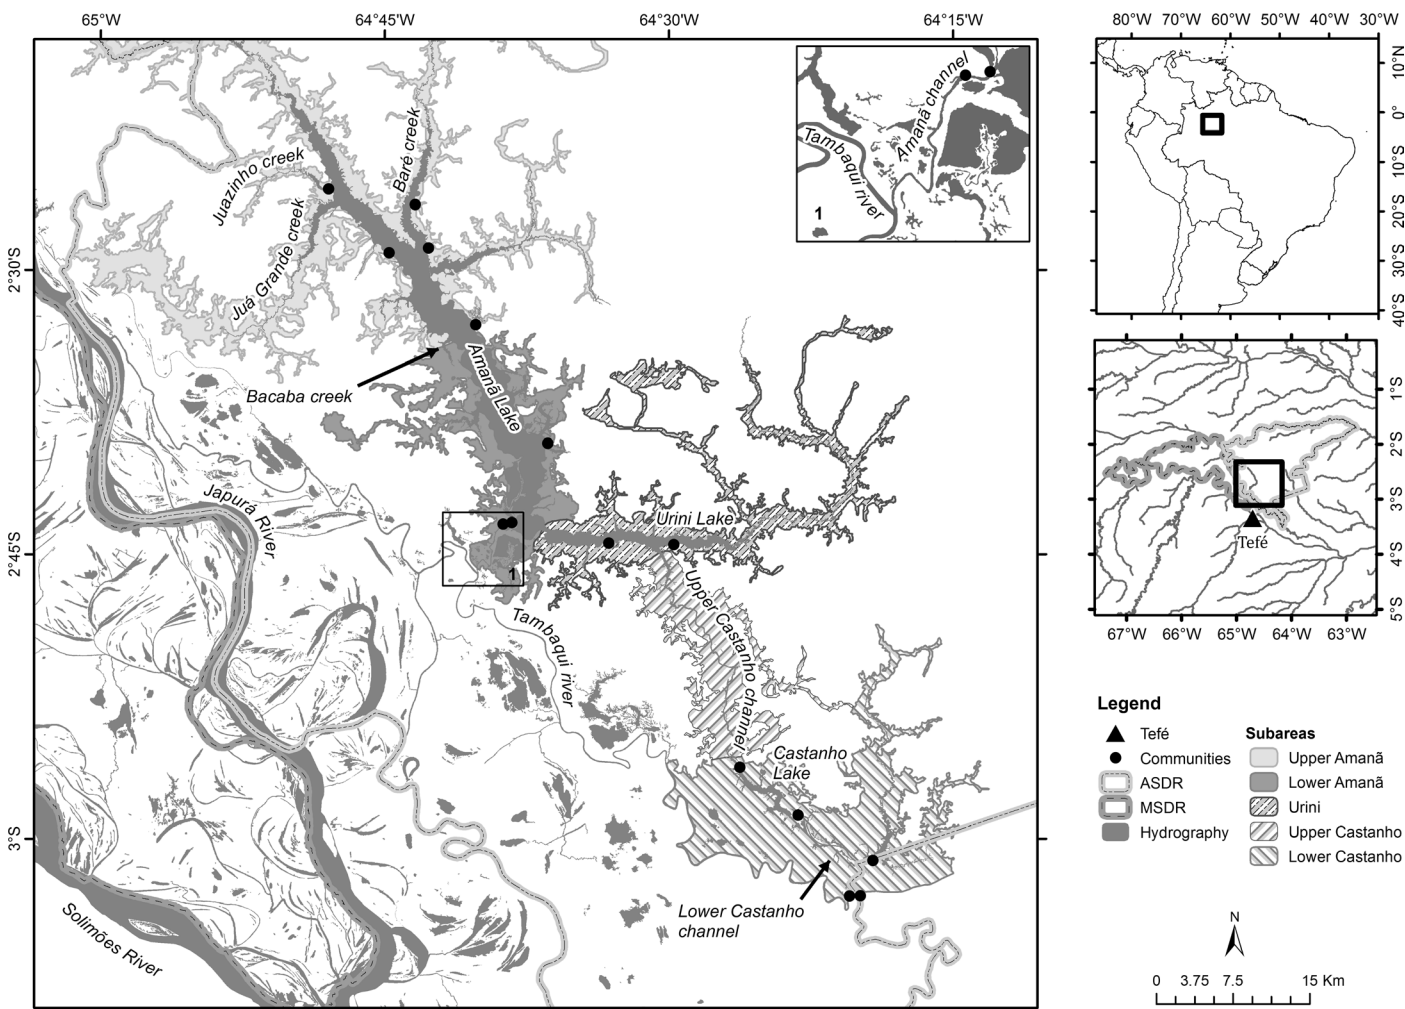 65°W
64°45'W
64°30'W
64°15'W
2°30'S
2°45'S
3°S
Juazinho creek
Baré creek
Juá Grande creek
Bacaba creek
Amanã Lake
Japurá River
Urini Lake
1
Tambaqui river
Upper Castanho channel
Castanho
Lake
Lower Castanho
channel
Solimões River
Amanã channel
Tambaqui river
1
80°W
70°W
60°W
50°W
40°W
30°W
10°N
0°
10°S
20°S
30°S
40°S
1°S
2°S
3°S
4°S
5°S
Tefé
67°W
66°W
65°W
64°W
63°W
Legend
Tefé
Communities
ASDR
MSDR
Hydrography
Subareas
Upper Amanã
Lower Amanã
Urini
Upper Castanho
Lower Castanho
N
0 3.75 7.5 15 Km